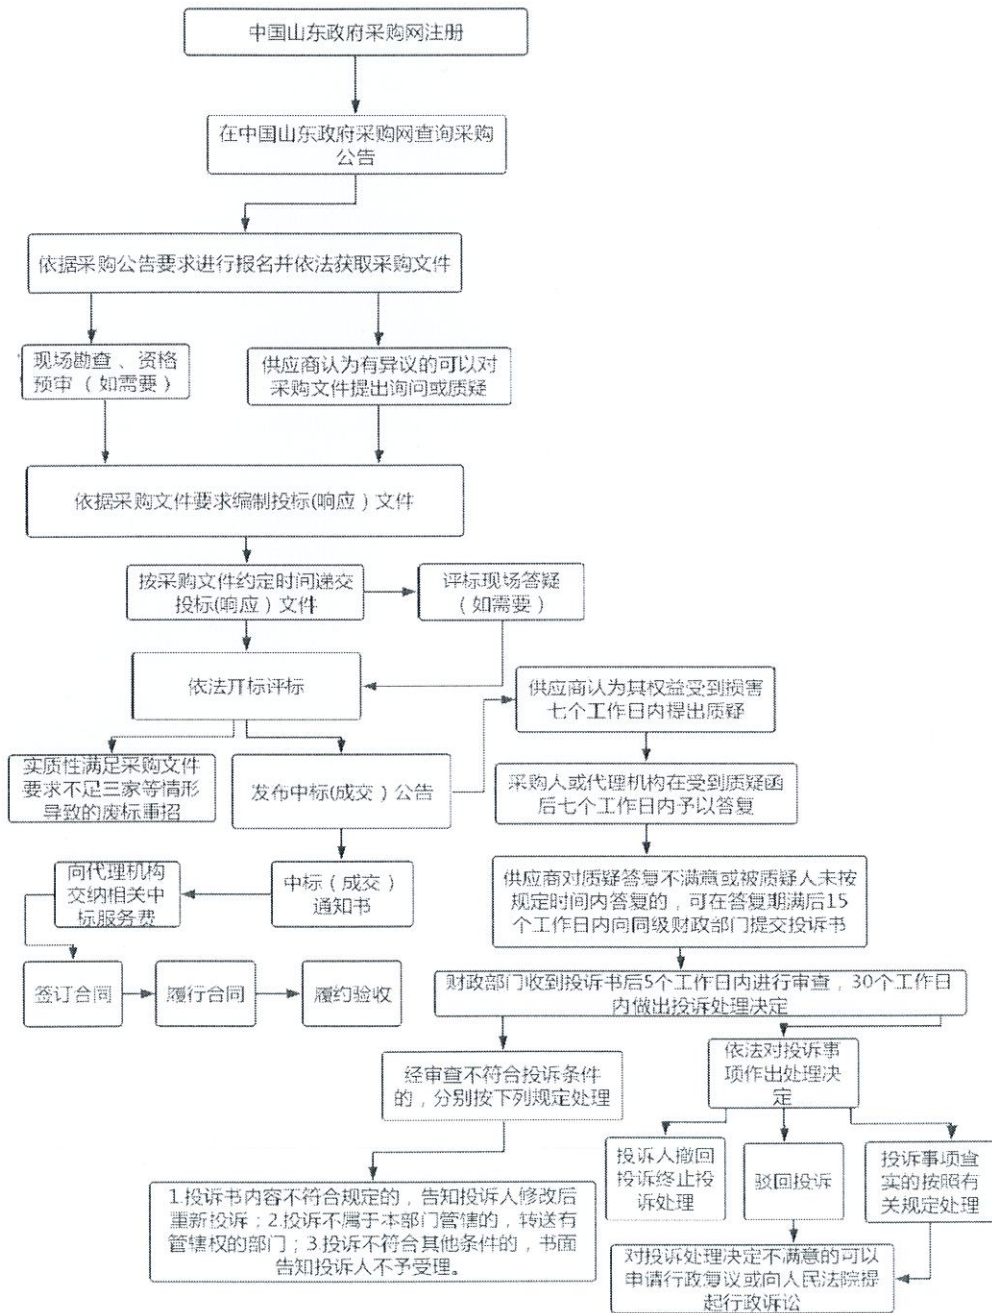 中国山东政府采购网注册
在中国山东政府采购网查询采购
公告
依据采购公告要求进行报名并依法获取采购文件
现场勘查、资格
预审（如需要）
供应商认为有异议的可以对
采购文件提出询问或质疑
依据采购文件要求编制投标(响应）文件
按采购文件约定时间递交
投标(响应）文件
评标现场答疑
（如需要）
依法开标评标
供应商认为其权益受到损害
七个工作日内提出质疑
实质性满足采购文件
要求不足三家等情形
导致的废标重招
发布中标(成交）公告
采购人或代理机构在受到质疑函
后七个工作日内予以答复
向代理机构
交纳相关中
标服务费
中标（成交）
通知书
供应商对质疑答复不满意或被质疑人未按
规定时间内答复的，可在答复期满后15
个工作日内向同级财政部门提交投诉书
签订合同
履行合同
履约验收
财政部门收到投诉书后5个工作日内进行审查，30个工作日
内做出投诉处理决定
经审查不符合投诉条件
的，分别按下列规定处理
依法对投诉事
项作出处理决
定
投诉人撤回
投诉终止投
诉处理
驳回投诉
投诉事项查
实的按照有
关规定处理
1.投诉书内容不符合规定的，告知投诉人修改后
重新投诉；2.投诉不属于本部门管辖的，转送有
管辖权的部门；3.投诉不符合其他条件的，书面
告知投诉人不予受理。
对投诉处理决定不满意的可以
申请行政复议或向人民法院提
起行政诉讼